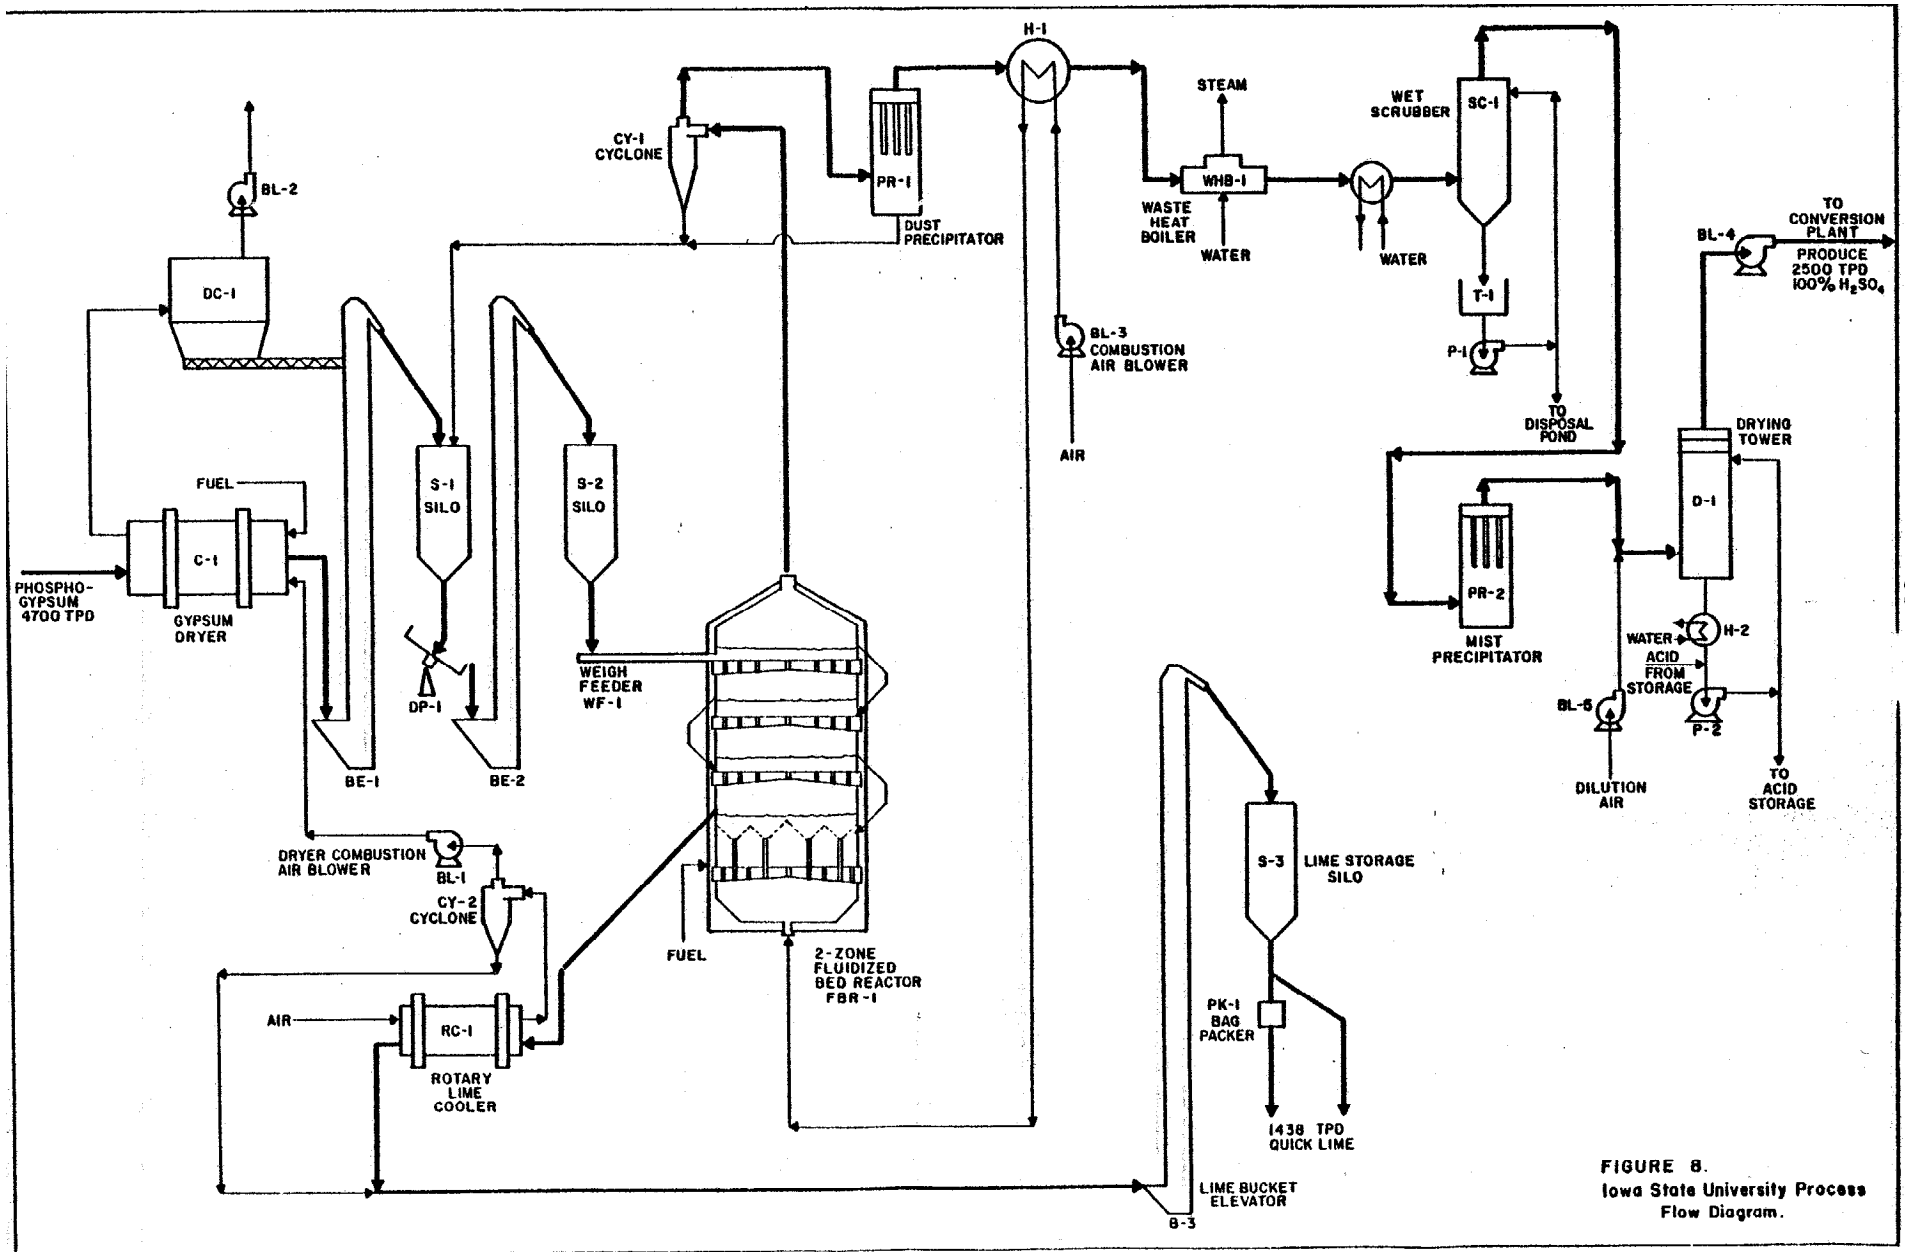 H-1
STEAM
WET
SCRUBBER
SC-1
CY-1
CYCLONE
PR-1
DUST
PRECIPITATOR
WHB-1
WASTE
HEAT
BOILER
WATER
WATER
BL-2
DC-1
TO
CONVERSION
PLANT
PRODUCE
2500 TPD
100% H₂SO₄
BL-4
T-1
P-1
BL-3
COMBUSTION
AIR BLOWER
AIR
TO
DISPOSAL
POND
DRYING
TOWER
D-1
FUEL
S-1
SILO
S-2
SILO
C-1
PHOSPHO-
GYPSUM
4700 TPD
GYPSUM
DRYER
PR-2
MIST
PRECIPITATOR
WATER
H-2
ACID
FROM
STORAGE
WEIGH
FEEDER
WF-1
DP-1
BL-5
P-2
BE-1
BE-2
DILUTION
AIR
TO
ACID
STORAGE
DRYER COMBUSTION
AIR BLOWER
BL-1
CY-2
CYCLONE
S-3
LIME STORAGE
SILO
FUEL
2-ZONE
FLUIDIZED
BED REACTOR
FBR-1
AIR
RC-1
ROTARY
LIME
COOLER
PK-1
BAG
PACKER
1438 TPD
QUICK LIME
LIME BUCKET
ELEVATOR
B-3
FIGURE 8.
Iowa State University Process
Flow Diagram.